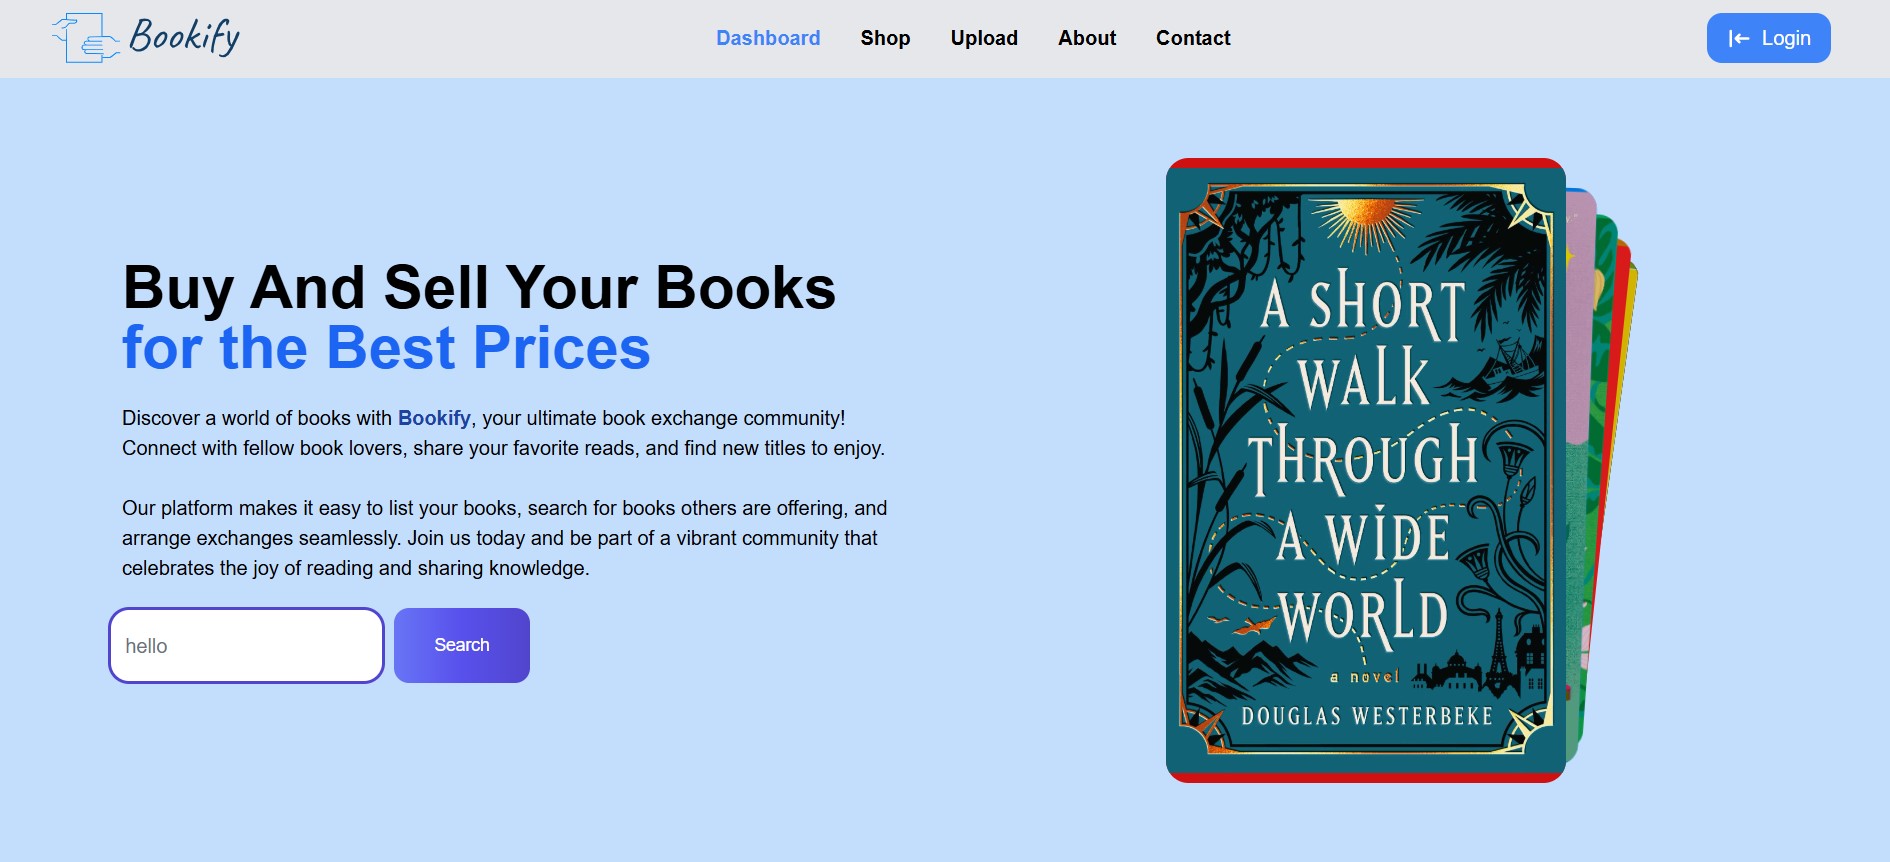 Bookify
Dashboard
Shop
Upload
About
Contact
Login
Buy And Sell Your Books
for the Best Prices
Discover a world of books with Bookify, your ultimate book exchange community!
Connect with fellow book lovers, share your favorite reads, and find new titles to enjoy.
Our platform makes it easy to list your books, search for books others are offering, and
arrange exchanges seamlessly. Join us today and be part of a vibrant community that
celebrates the joy of reading and sharing knowledge.
hello
Search
A SHORT
WALK
THROUGH
A WIDE
WORLD
a novel
DOUGLAS WESTERBEKE